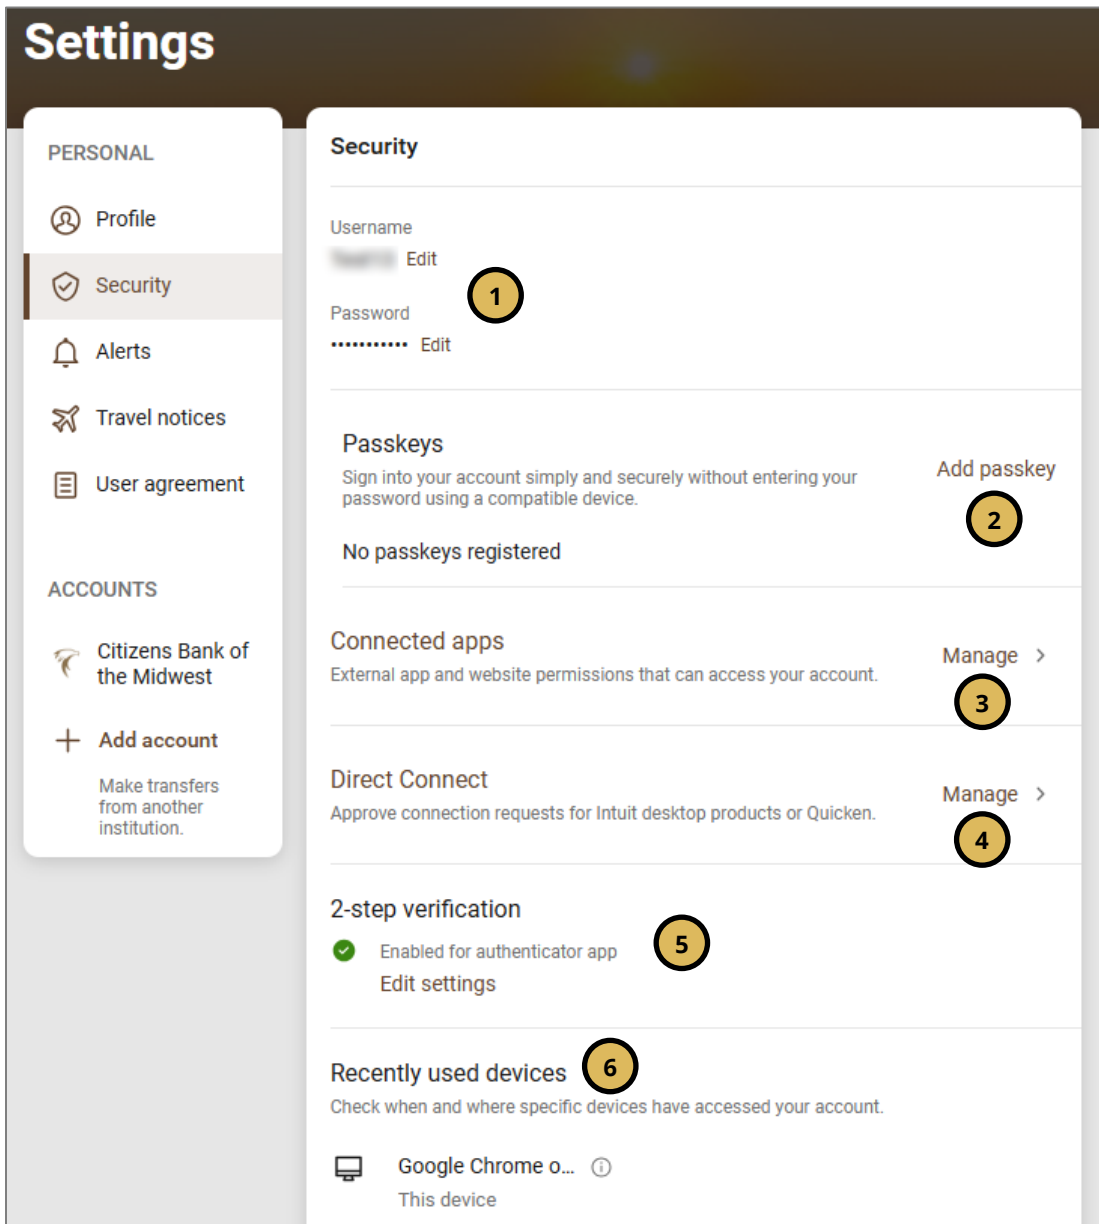 Settings
PERSONAL
Profile
Security
Alerts
Travel notices
User agreement
ACCOUNTS
Citizens Bank of
the Midwest
Add account
Make transfers
from another
institution.
Security
Username
Edit
1
Password
••••••••••• Edit
Passkeys
Sign into your account simply and securely without entering your
password using a compatible device.
Add passkey
2
No passkeys registered
Connected apps
External app and website permissions that can access your account.
Manage >
3
Direct Connect
Approve connection requests for Intuit desktop products or Quicken.
Manage >
4
2-step verification
Enabled for authenticator app
5
Edit settings
Recently used devices
6
Check when and where specific devices have accessed your account.
Google Chrome o...
This device